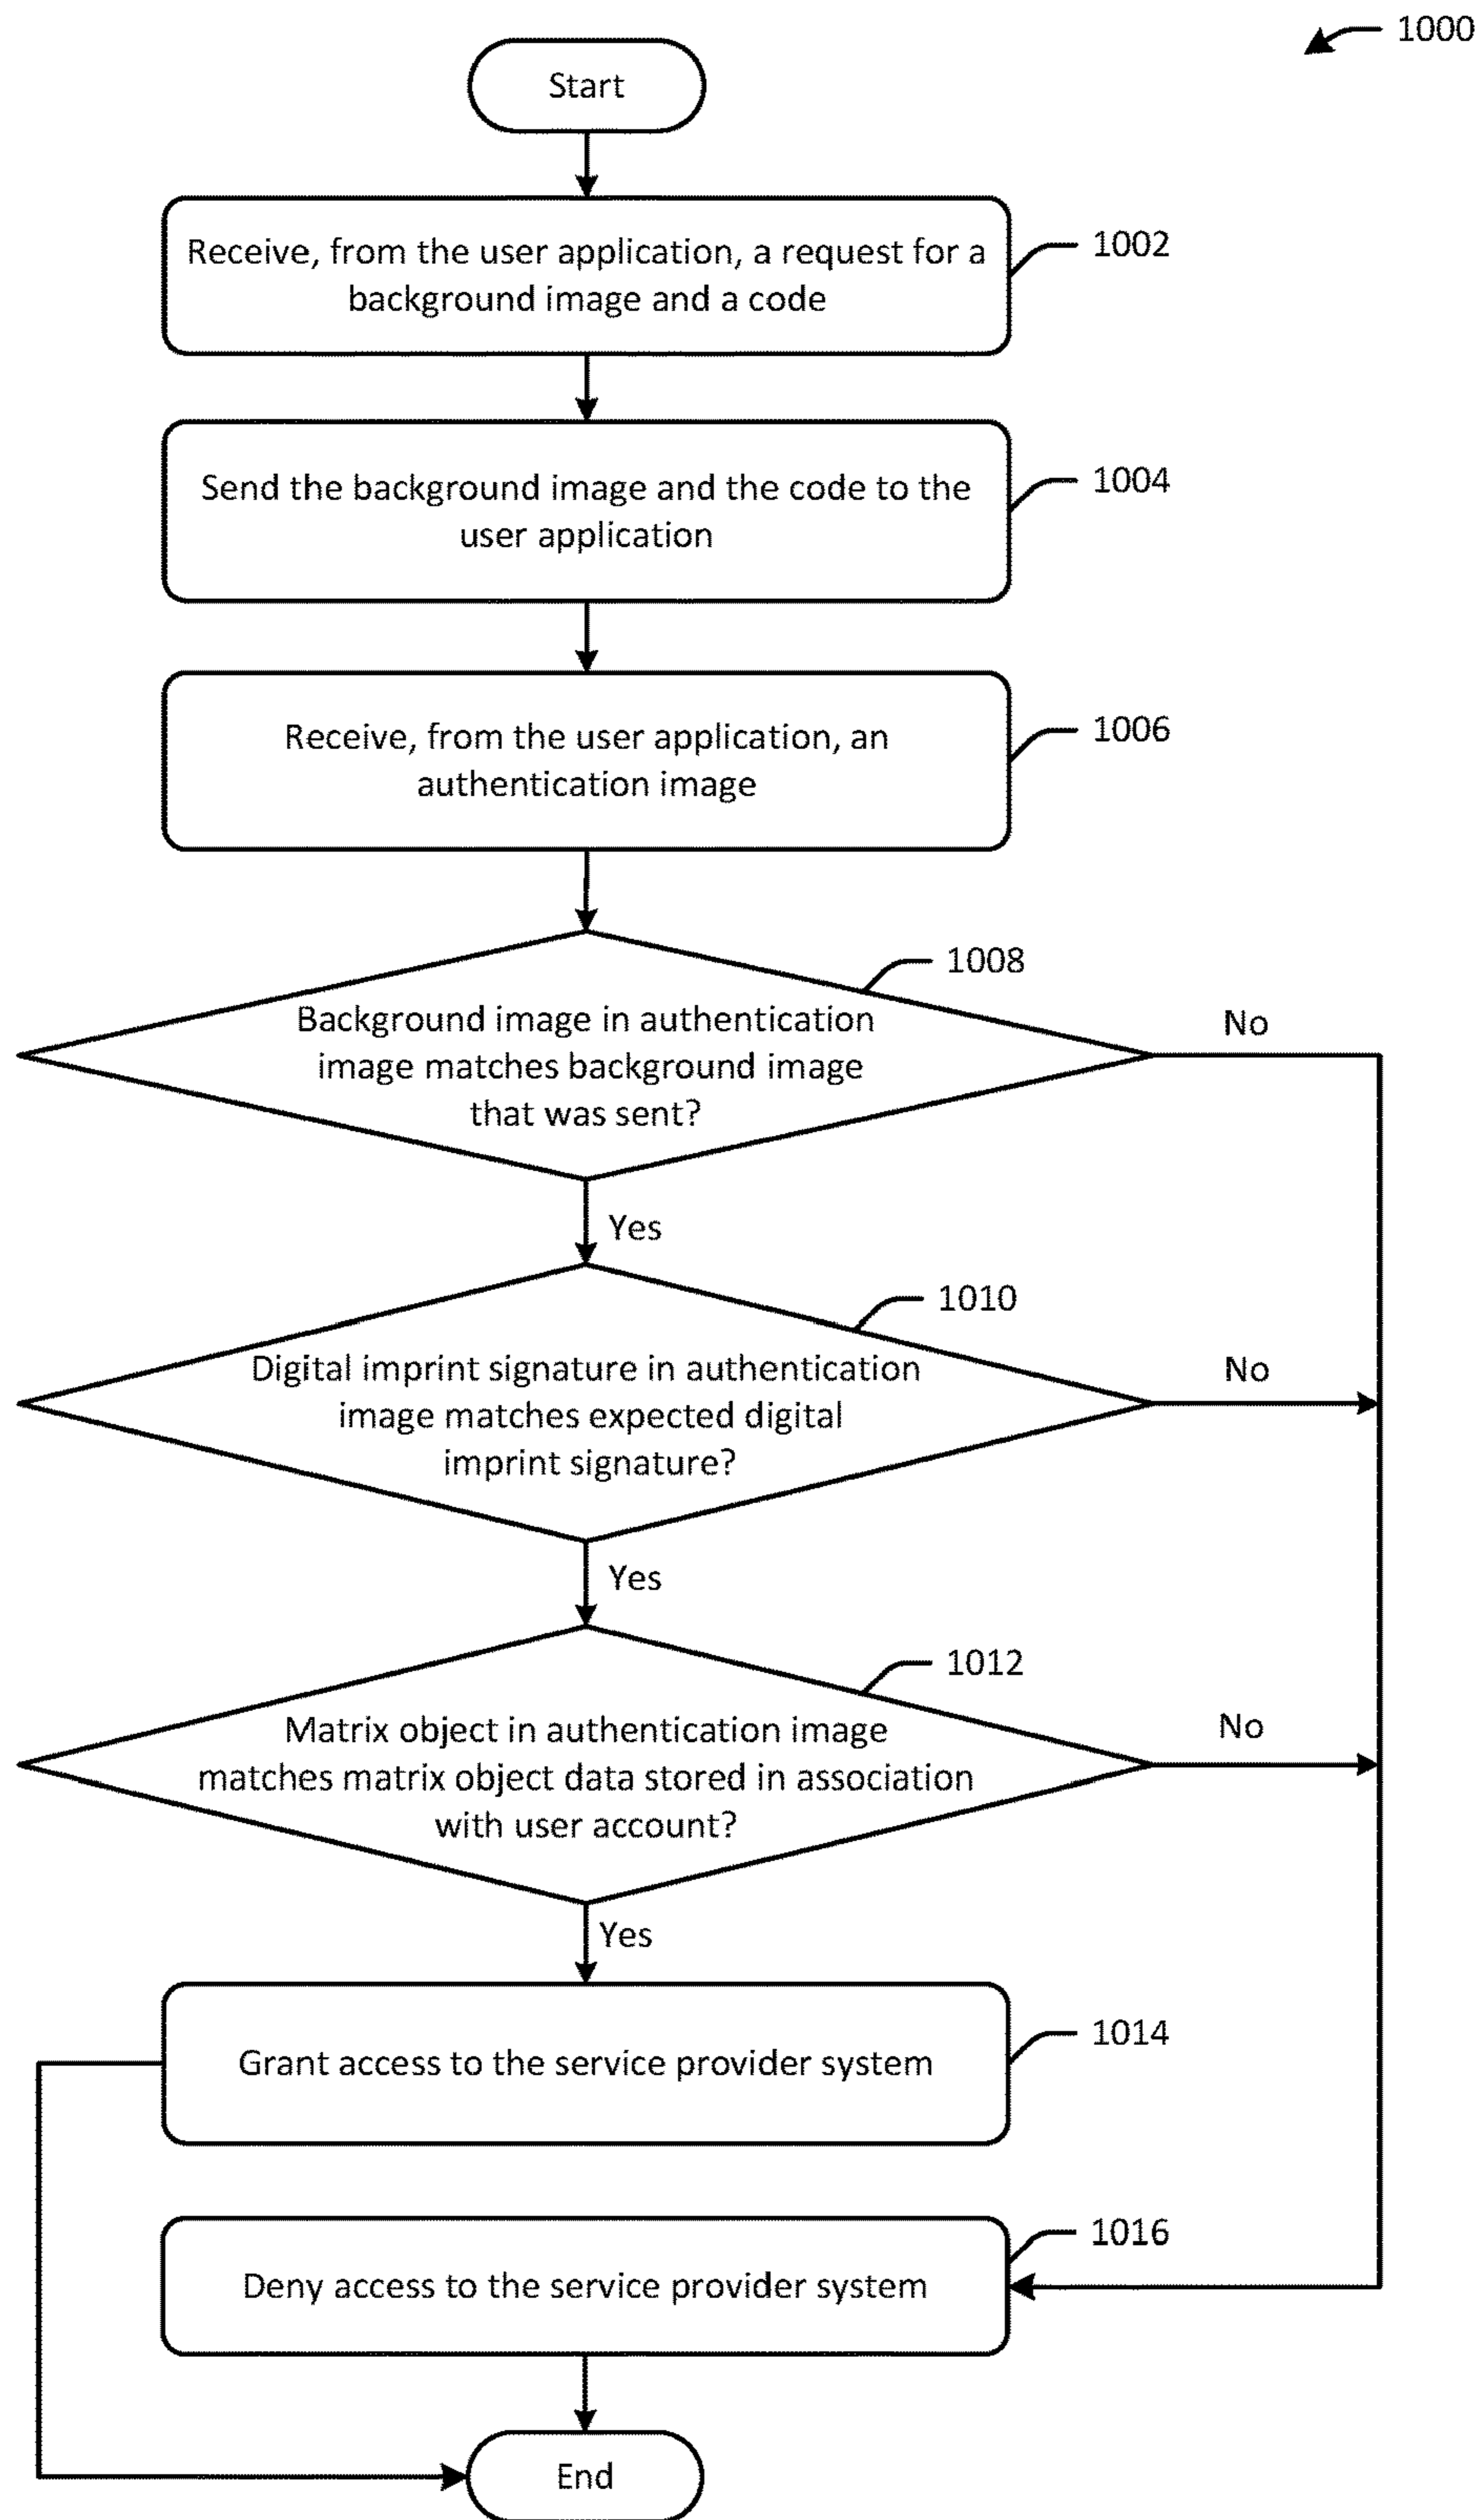 1000
Start
Receive, from the user application, a request for a
background image and a code
1002
Send the background image and the code to the
user application
1004
Receive, from the user application, an
authentication image
1006
1008
Background image in authentication
image matches background image
that was sent?
No
Yes
1010
Digital imprint signature in authentication
image matches expected digital
imprint signature?
No
Yes
1012
Matrix object in authentication image
matches matrix object data stored in association
with user account?
No
Yes
Grant access to the service provider system
1014
Deny access to the service provider system
1016
End